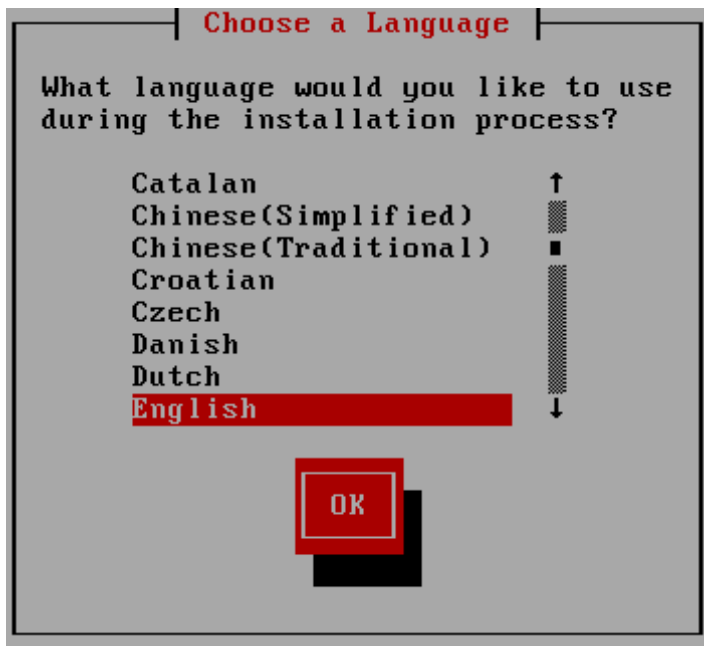 Choose a Language
What language would you like to use
during the installation process?
Catalan
Chinese(Simplified)
Chinese(Traditional)
Croatian
Czech
Danish
Dutch
English
OK